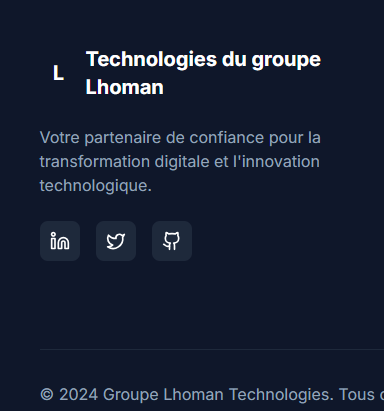 L
Technologies du groupe
Lhoman
Votre partenaire de confiance pour la
transformation digitale et l'innovation
technologique.
© 2024 Groupe Lhoman Technologies. Tous